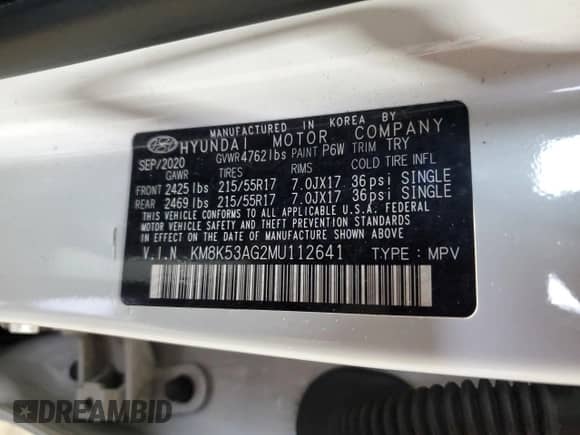 MANUFACTURED IN KOREA BY
HYUNDAI MOTOR COMPANY
SEP/2020 GVWR 4762lbs PAINT P6W TRIM TRY
GAWR TIRES RIMS COLD TIRE INFL
FRONT 2425lbs 215/55R17 7.0JX17 36psi SINGLE
REAR 2469lbs 215/55R17 7.0JX17 36psi SINGLE
THIS VEHICLE CONFORMS TO ALL APPLICABLE U.S.A. FEDERAL
MOTOR VEHICLE SAFETY AND THEFT PREVENTION STANDARDS
IN EFFECT ON THE DATE OF MANUFACTURE SHOWN ABOVE
V.I.N KM8K53AG2MU112641 TYPE : MPV
DREAMBID